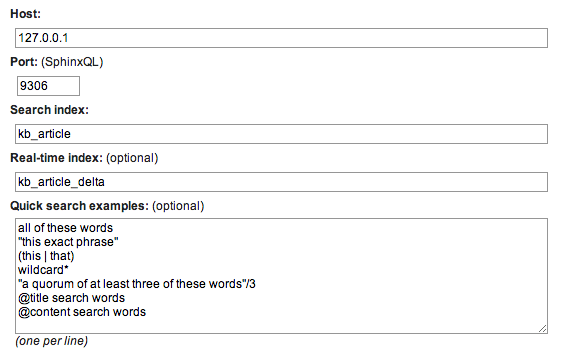 Host:
127.0.0.1
Port: (SphinxQL)
9306
Search index:
kb_article
Real-time index: (optional)
kb_article_delta
Quick search examples: (optional)
all of these words
"this exact phrase"
(this | that)
wildcard*
"a quorum of at least three of these words"/3
@title search words
@content search words
(one per line)